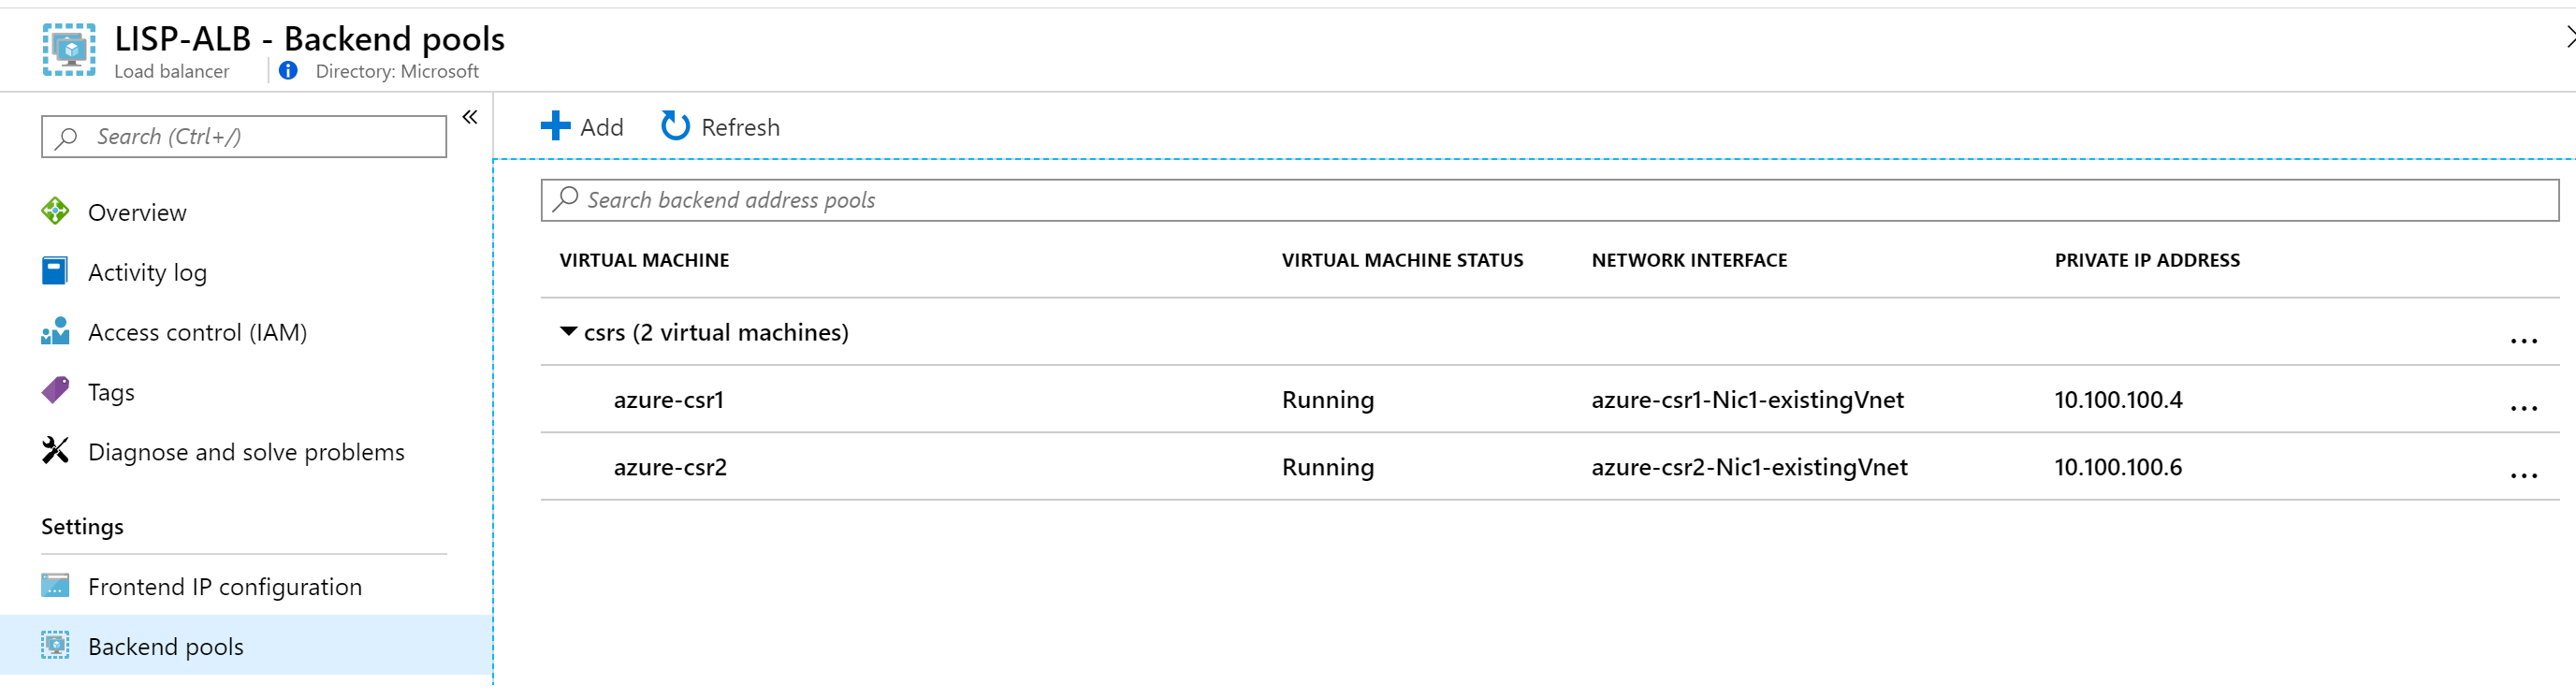 LISP-ALB - Backend pools
Load balancer
Directory: Microsoft
Search (Ctrl+/)
Overview
Activity log
Access control (IAM)
Tags
Diagnose and solve problems
Settings
Frontend IP configuration
Backend pools
Add
Refresh
Search backend address pools
VIRTUAL MACHINE VIRTUAL MACHINE STATUS NETWORK INTERFACE PRIVATE IP ADDRESS
csrs (2 virtual machines)
azure-csr1 Running azure-csr1-Nic1-existingVnet 10.100.100.4
azure-csr2 Running azure-csr2-Nic1-existingVnet 10.100.100.6